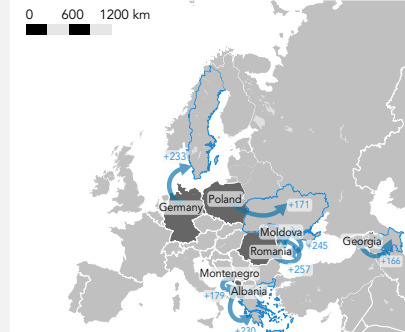 0 600 1200 km
+233
Germany
Poland
+171
Moldova
+245
Georgia
Romania
+166
+257
Montenegro
+179
Albania
+230